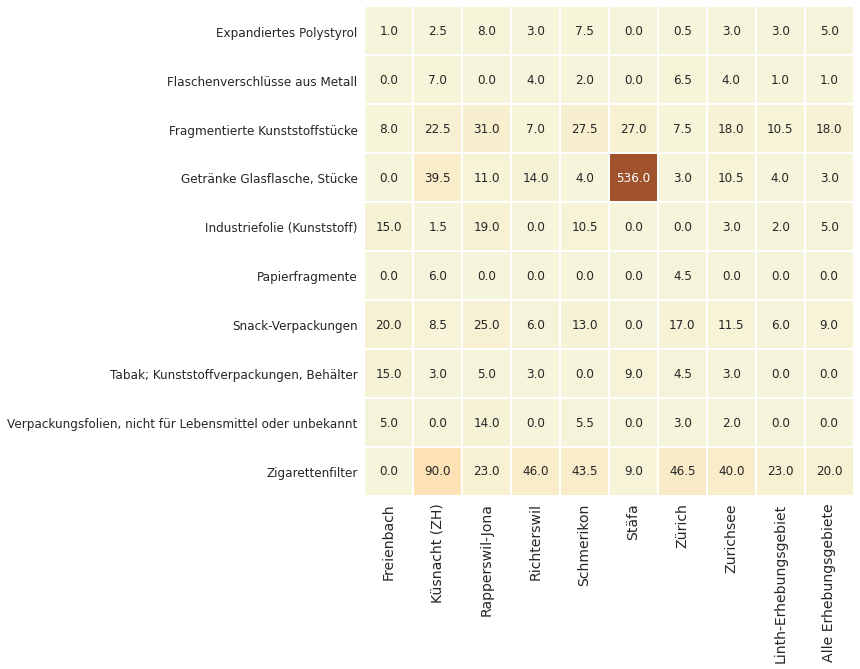 Expandiertes Polystyrol 1.0 2.5 8.0 3.0 7.5 0.0 0.5 3.0 3.0 5.0
Flaschenverschlüsse aus Metall 0.0 7.0 0.0 4.0 2.0 0.0 6.5 4.0 1.0 1.0
Fragmentierte Kunststoffstücke 8.0 22.5 31.0 7.0 27.5 27.0 7.5 18.0 10.5 18.0
Getränke Glasflasche, Stücke 0.0 39.5 11.0 14.0 4.0 536.0 3.0 10.5 4.0 3.0
Industriefolie (Kunststoff) 15.0 1.5 19.0 0.0 10.5 0.0 0.0 3.0 2.0 5.0
Papierfragmente 0.0 6.0 0.0 0.0 0.0 0.0 4.5 0.0 0.0 0.0
Snack-Verpackungen 20.0 8.5 25.0 6.0 13.0 0.0 17.0 11.5 6.0 9.0
Tabak; Kunststoffverpackungen, Behälter 15.0 3.0 5.0 3.0 0.0 9.0 4.5 3.0 0.0 0.0
Verpackungsfolien, nicht für Lebensmittel oder unbekannt 5.0 0.0 14.0 0.0 5.5 0.0 3.0 2.0 0.0 0.0
Zigarettenfilter 0.0 90.0 23.0 46.0 43.5 9.0 46.5 40.0 23.0 20.0
Freienbach
Küsnacht (ZH)
Rapperswil-Jona
Richterswil
Schmerikon
Stäfa
Zürich
Zurichsee
Linth-Erhebungsgebiet
Alle Erhebungsgebiete